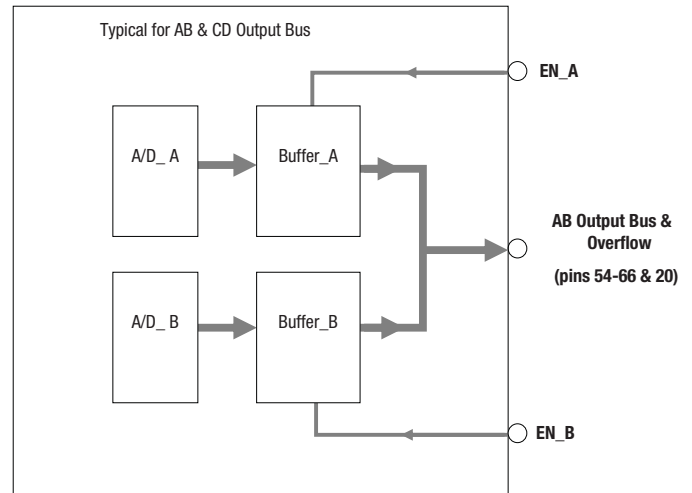 Typical for AB & CD Output Bus
EN_A
A/D_ A
Buffer_A
AB Output Bus &
Overflow
(pins 54-66 & 20)
A/D_ B
Buffer_B
EN_B